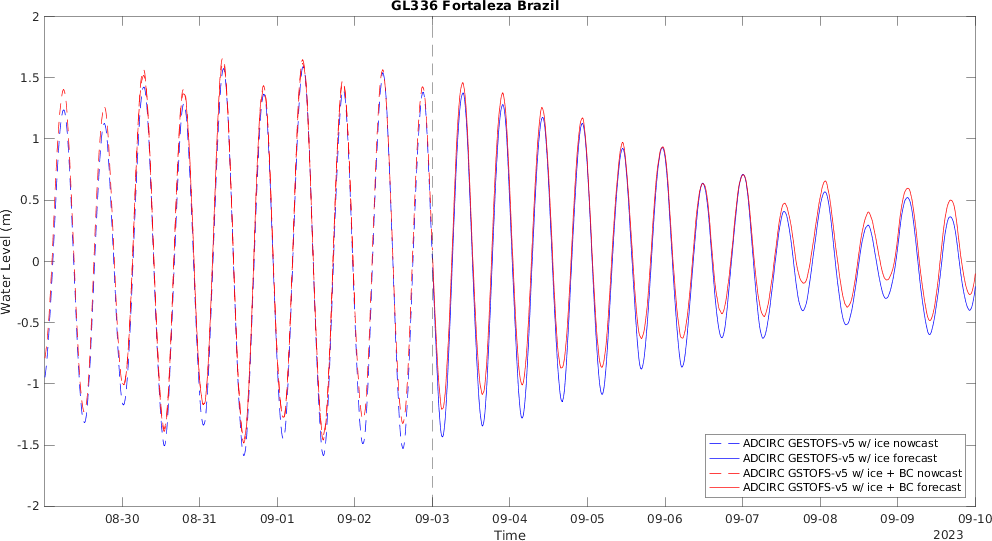 GL336 Fortaleza Brazil
2
1.5
1
0.5
0
-0.5
-1
-1.5
-2
Water Level (m)
08-30 08-31 09-01 09-02 09-03 09-04 09-05 09-06 09-07 09-08 09-09 09-10
Time
2023
ADCIRC GESTOFS-v5 w/ ice nowcast
ADCIRC GESTOFS-v5 w/ ice forecast
ADCIRC GSTOFS-v5 w/ ice + BC nowcast
ADCIRC GSTOFS-v5 w/ ice + BC forecast